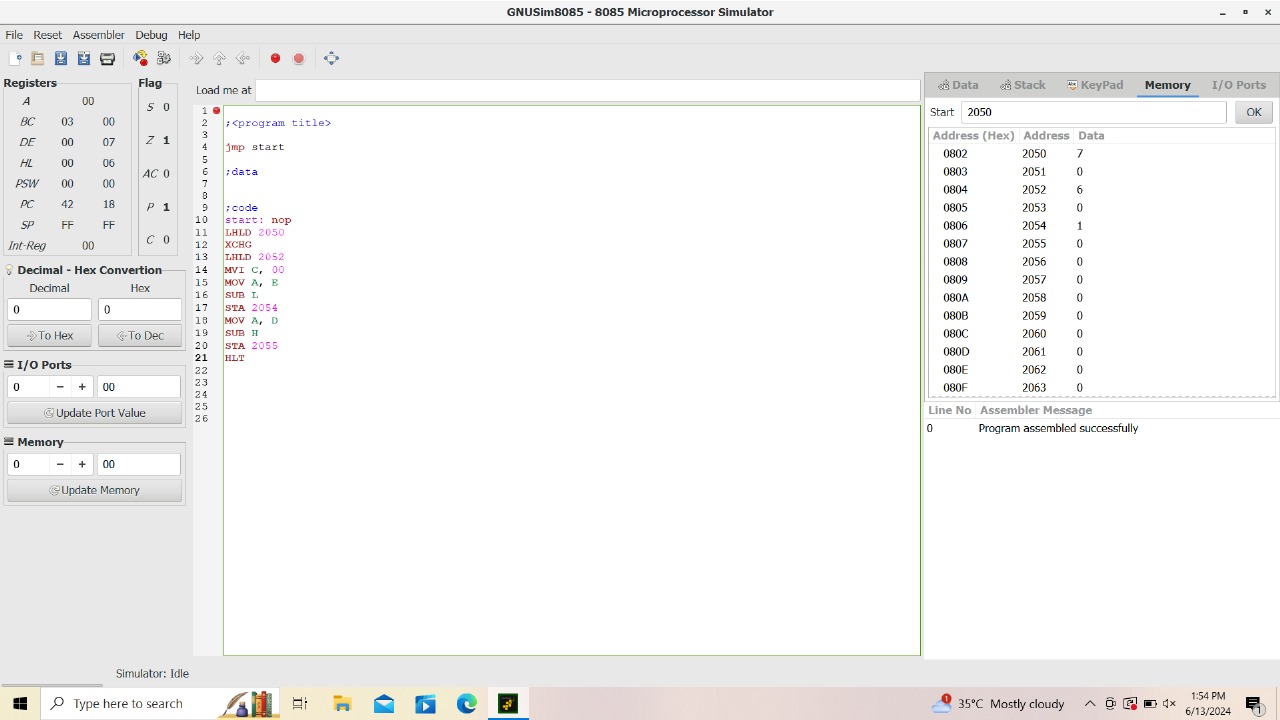 GNUSim8085 - 8085 Microprocessor Simulator
File Reset Assembler Debug Help
Registers
A 00
BC 03 00
DE 00 07
HL 00 06
PSW 00 00
PC 42 18
SP FF FF
Int-Reg 00
Flag
S 0
Z 1
AC 0
P 1
C 0
Decimal - Hex Convertion
Decimal Hex
0 0
To Hex To Dec
I/O Ports
0 − + 00
Update Port Value
Memory
0 − + 00
Update Memory
Load me at
1
2 ;<program title>
3
4 jmp start
5
6 ;data
7
8
9 ;code
10 start: nop
11 LHLD 2050
12 XCHG
13 LHLD 2052
14 MVI C, 00
15 MOV A, E
16 SUB L
17 STA 2054
18 MOV A, D
19 SUB H
20 STA 2055
21 HLT
22
23
24
25
26
Data Stack KeyPad Memory I/O Ports
Start 2050 OK
Address (Hex) Address Data
0802 2050 7
0803 2051 0
0804 2052 6
0805 2053 0
0806 2054 1
0807 2055 0
0808 2056 0
0809 2057 0
080A 2058 0
080B 2059 0
080C 2060 0
080D 2061 0
080E 2062 0
080F 2063 0
Line No Assembler Message
0 Program assembled successfully
Simulator: Idle
Type here to search
1
35°C Mostly cloudy
1:54 PM
6/13/2024
1